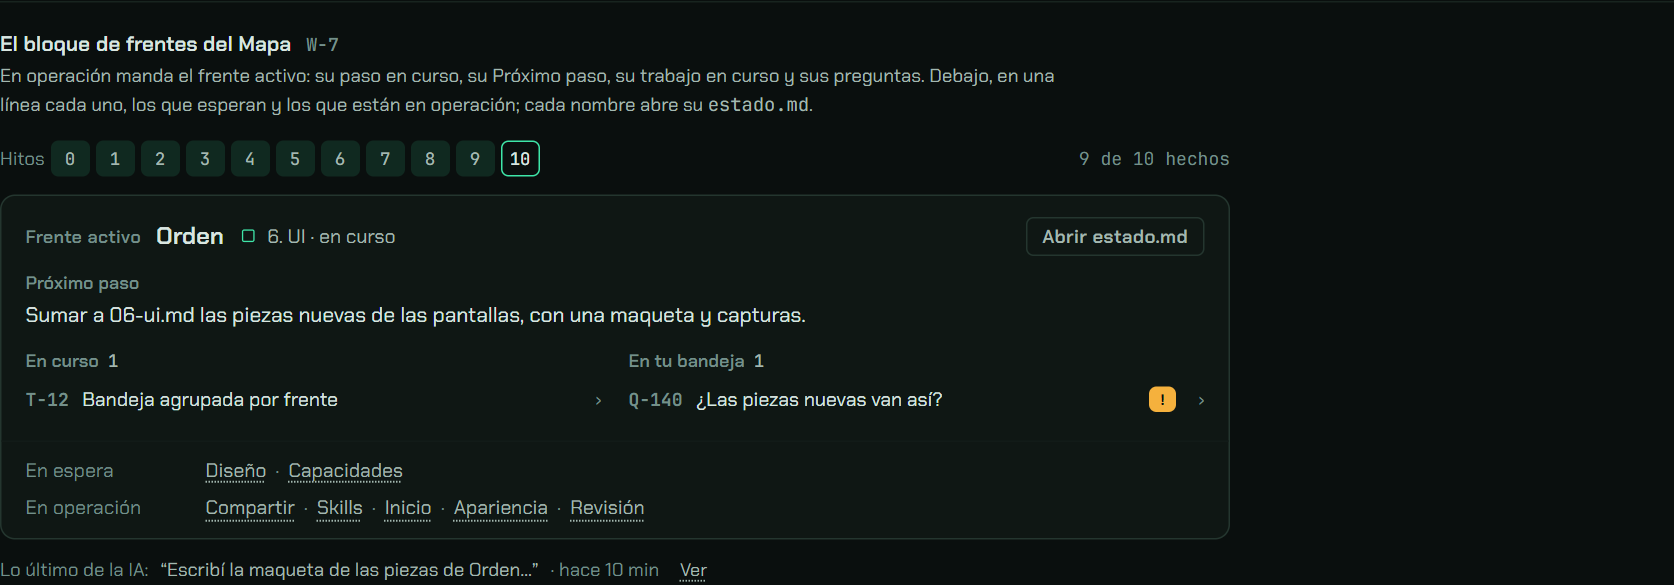 El bloque de frentes del Mapa W-7
En operación manda el frente activo: su paso en curso, su Próximo paso, su trabajo en curso y sus preguntas. Debajo, en una
línea cada uno, los que esperan y los que están en operación; cada nombre abre su estado.md.
Hitos 0 1 2 3 4 5 6 7 8 9 10 9 de 10 hechos
Frente activo Orden 6. UI · en curso Abrir estado.md
Próximo paso
Sumar a 06-ui.md las piezas nuevas de las pantallas, con una maqueta y capturas.
En curso 1 En tu bandeja 1
T-12 Bandeja agrupada por frente › Q-140 ¿Las piezas nuevas van así? ! ›
En espera Diseño · Capacidades
En operación Compartir · Skills · Inicio · Apariencia · Revisión
Lo último de la IA: “Escribí la maqueta de las piezas de Orden…” · hace 10 min Ver